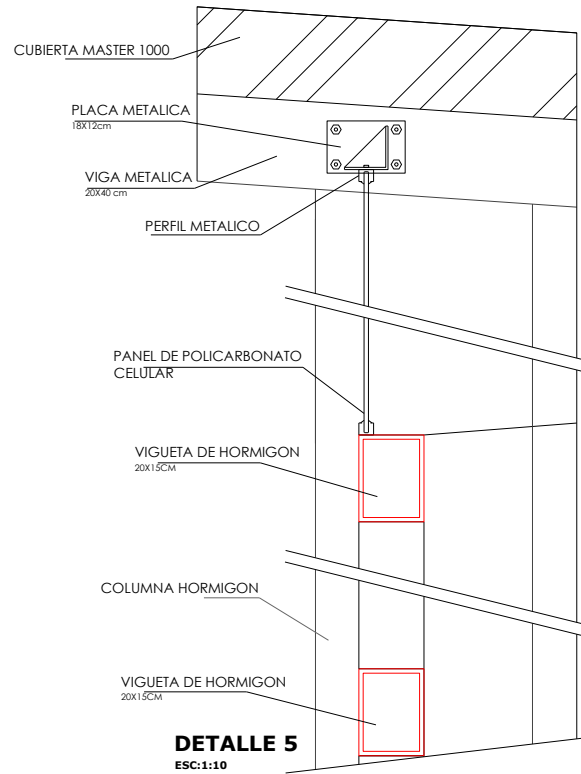 CUBIERTA MASTER 1000
PLACA METALICA
18X12cm
VIGA METALICA
20X40 cm
PERFIL METALICO
PANEL DE POLICARBONATO
CELULAR
VIGUETA DE HORMIGON
20X15CM
COLUMNA HORMIGON
VIGUETA DE HORMIGON
20X15CM
DETALLE 5
ESC:1:10